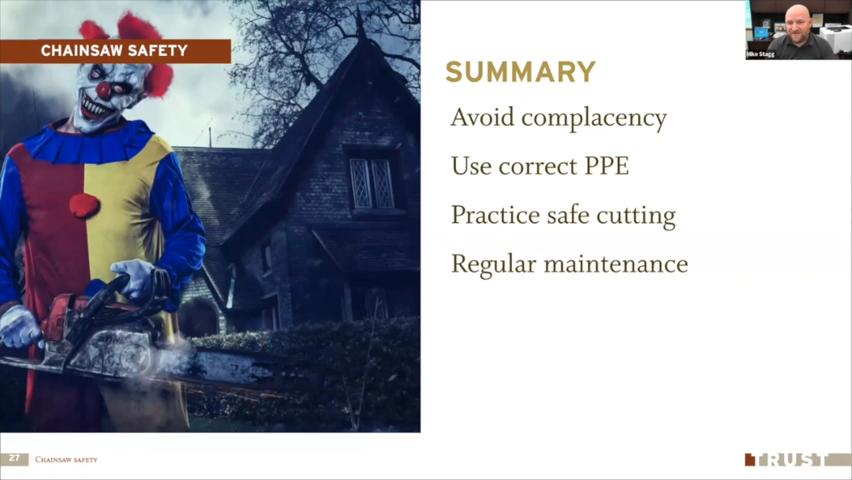 CHAINSAW SAFETY
SUMMARY
Avoid complacency
Use correct PPE
Practice safe cutting
Regular maintenance
Mike Stagg
27
CHAINSAW SAFETY
TRUST